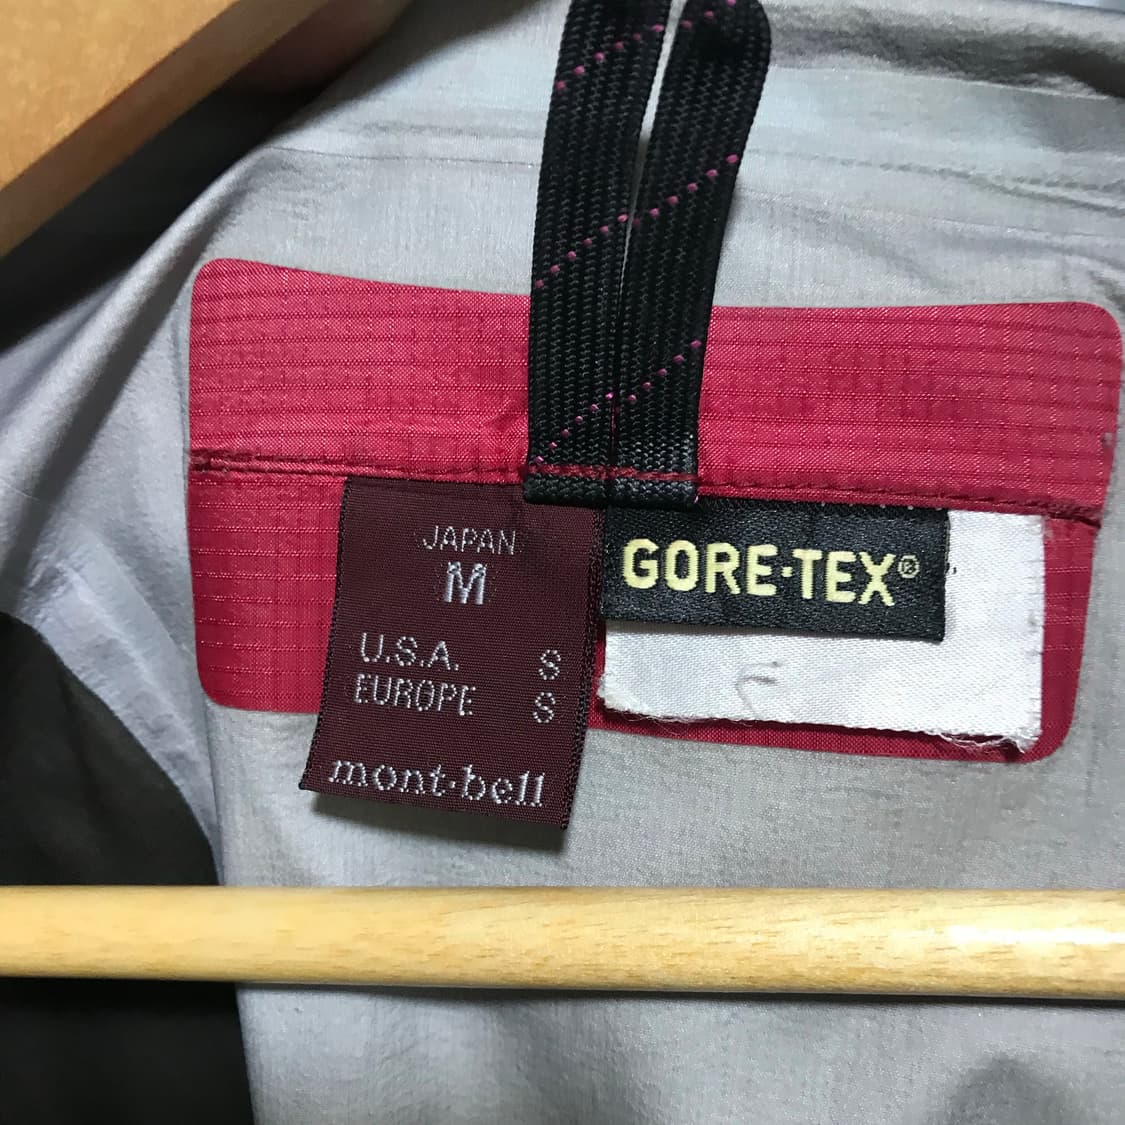 JAPAN
M
U.S.A. S
EUROPE S
mont-bell
GORE-TEX®